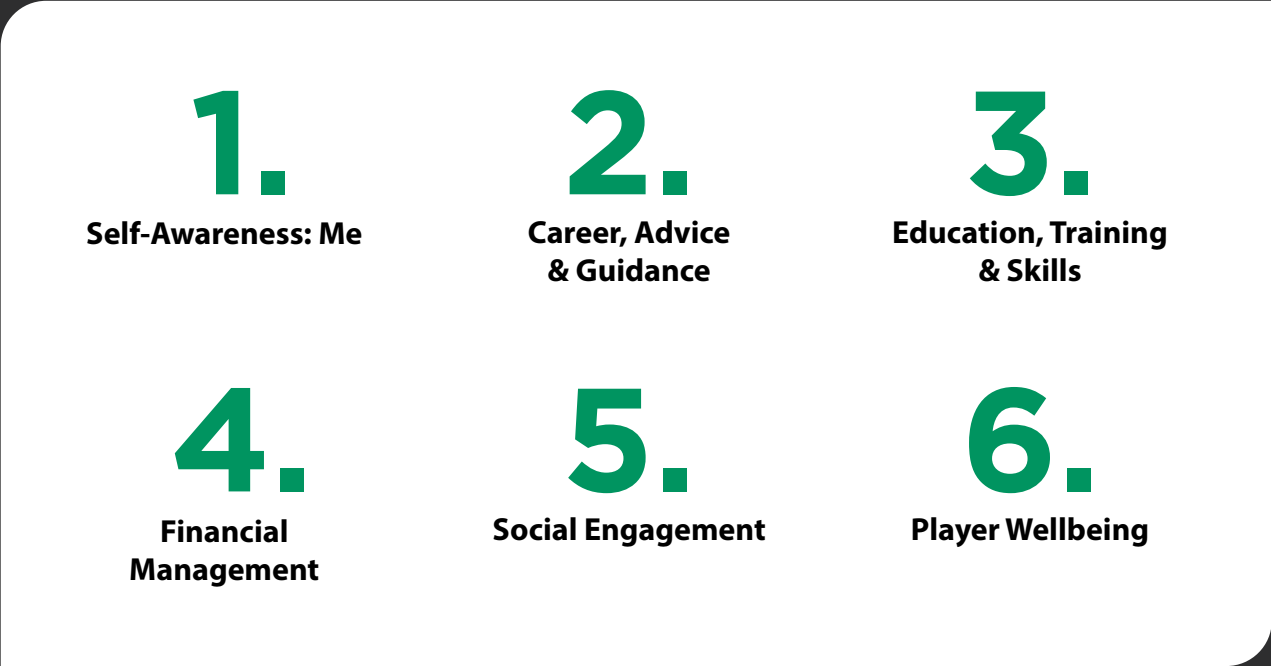 1.
Self-Awareness: Me
2.
Career, Advice
& Guidance
3.
Education, Training
& Skills
4.
Financial
Management
5.
Social Engagement
6.
Player Wellbeing